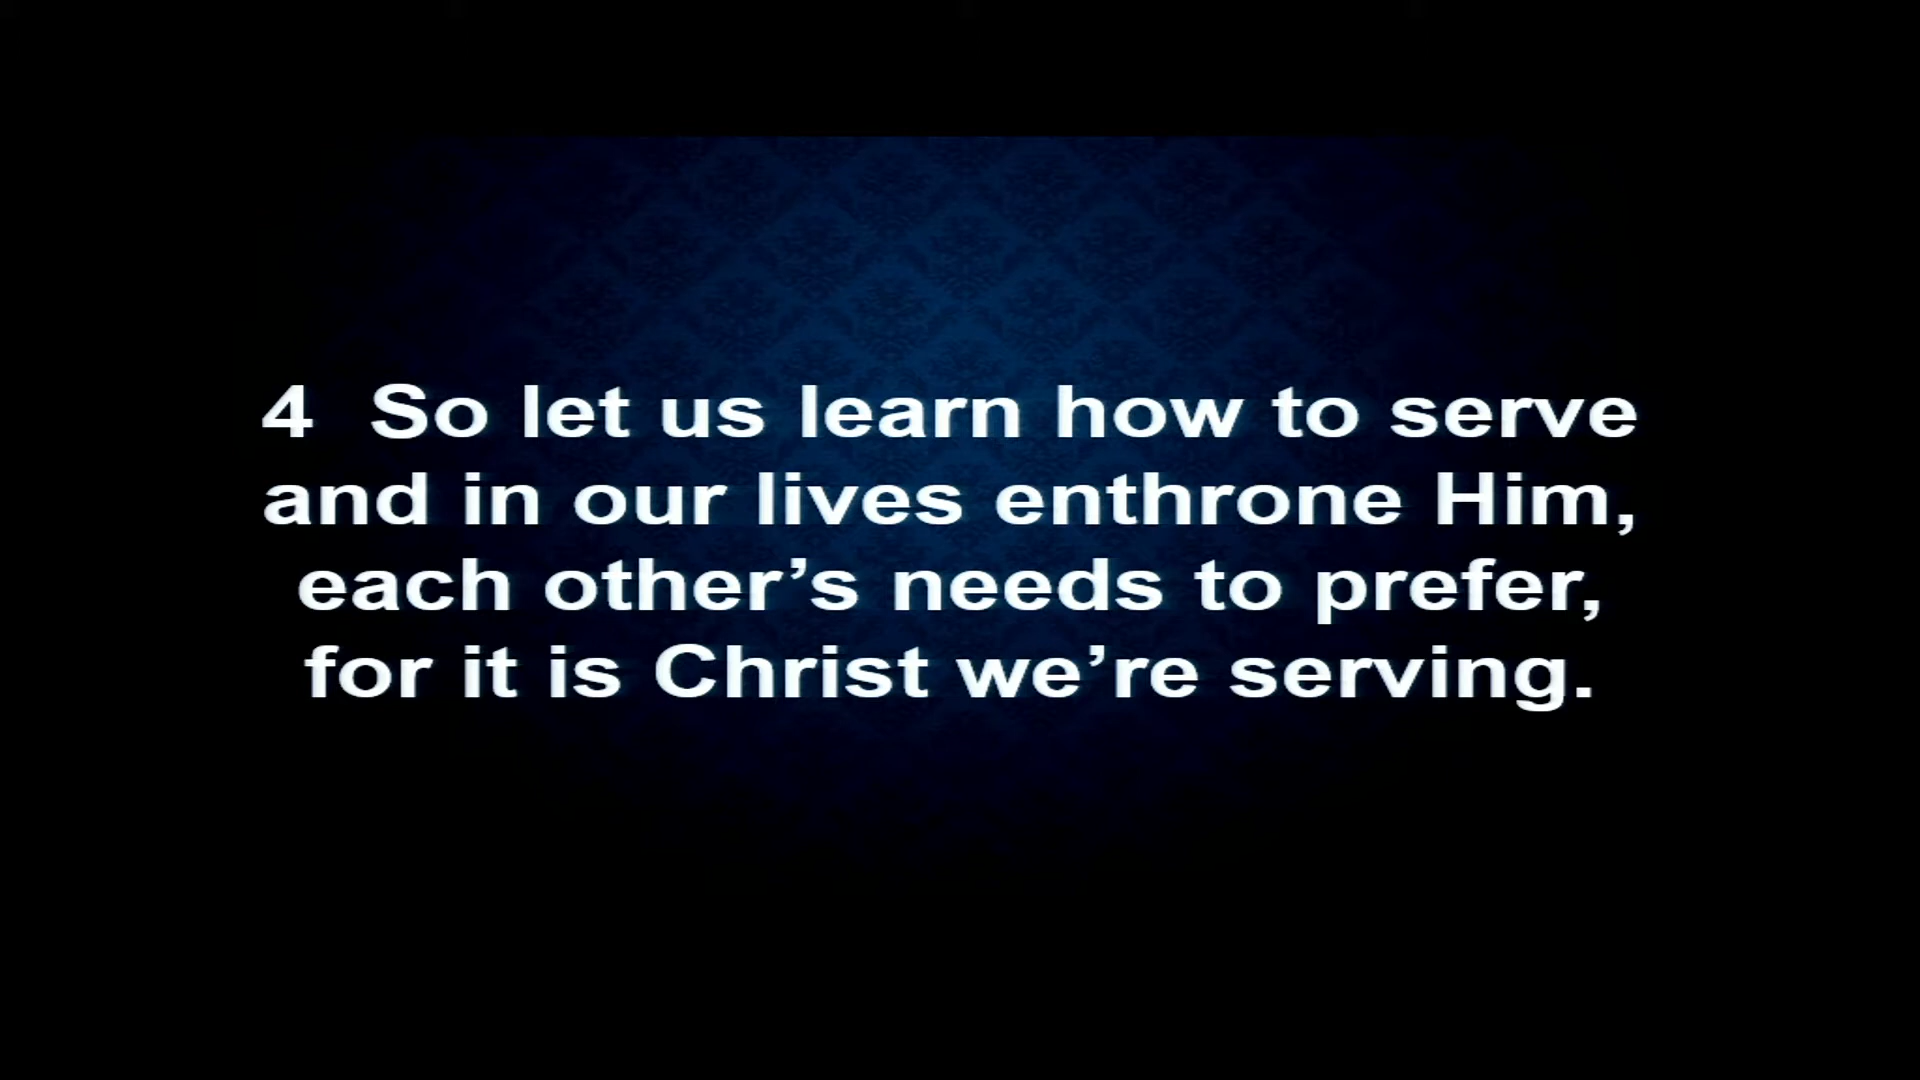 4 So let us learn how to serve
and in our lives enthrone Him,
each other’s needs to prefer,
for it is Christ we’re serving.